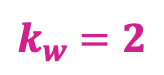 k_w = 2